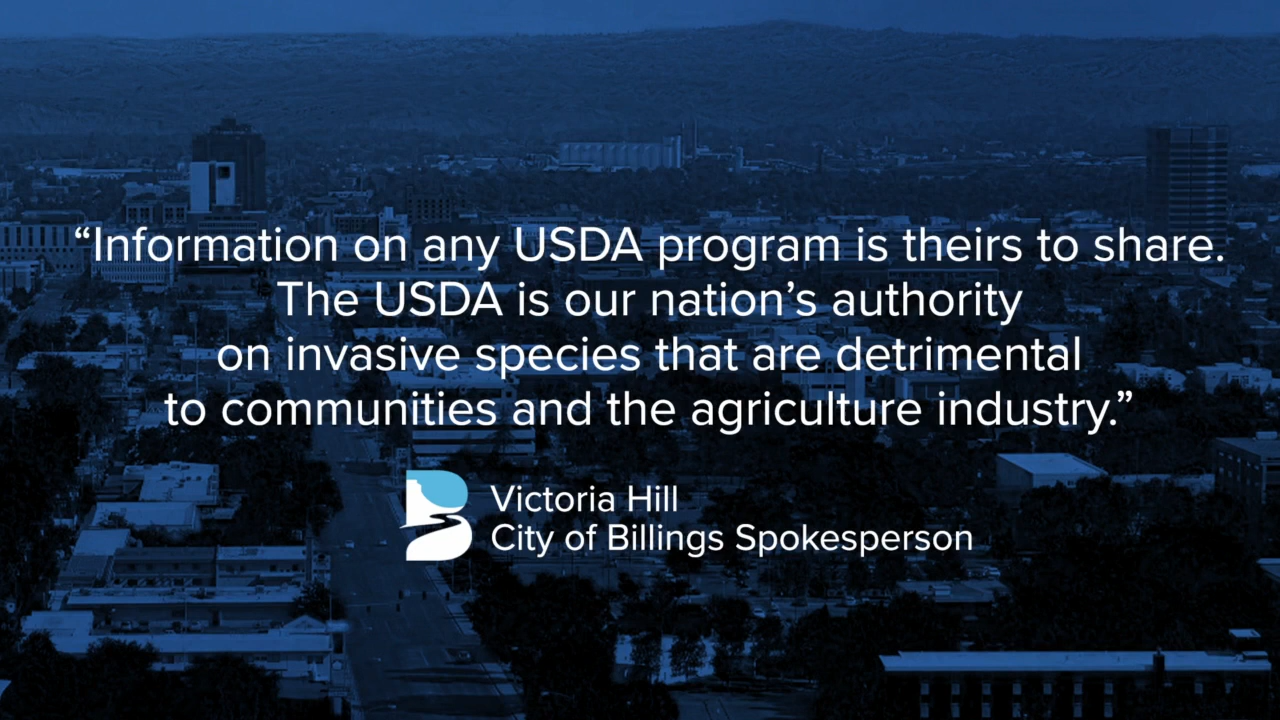 “Information on any USDA program is theirs to share.
The USDA is our nation’s authority
on invasive species that are detrimental
to communities and the agriculture industry.”
Victoria Hill
City of Billings Spokesperson